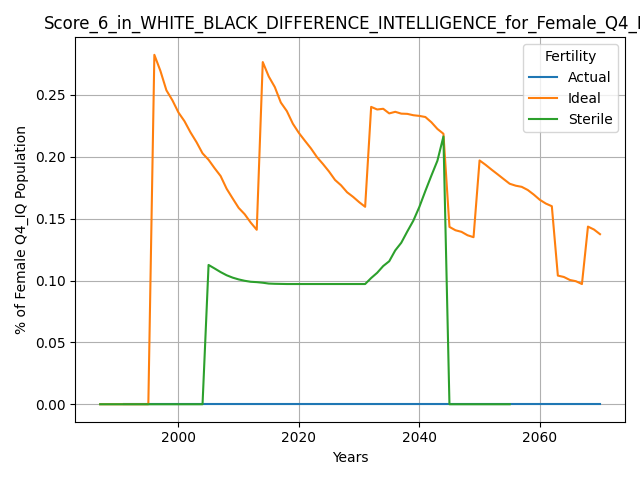 Score_6_in_WHITE_BLACK_DIFFERENCE_INTELLIGENCE_for_Female_Q4_I
Fertility
Actual
Ideal
Sterile
% of Female Q4_IQ Population
0.25
0.20
0.15
0.10
0.05
0.00
2000
2020
2040
2060
Years